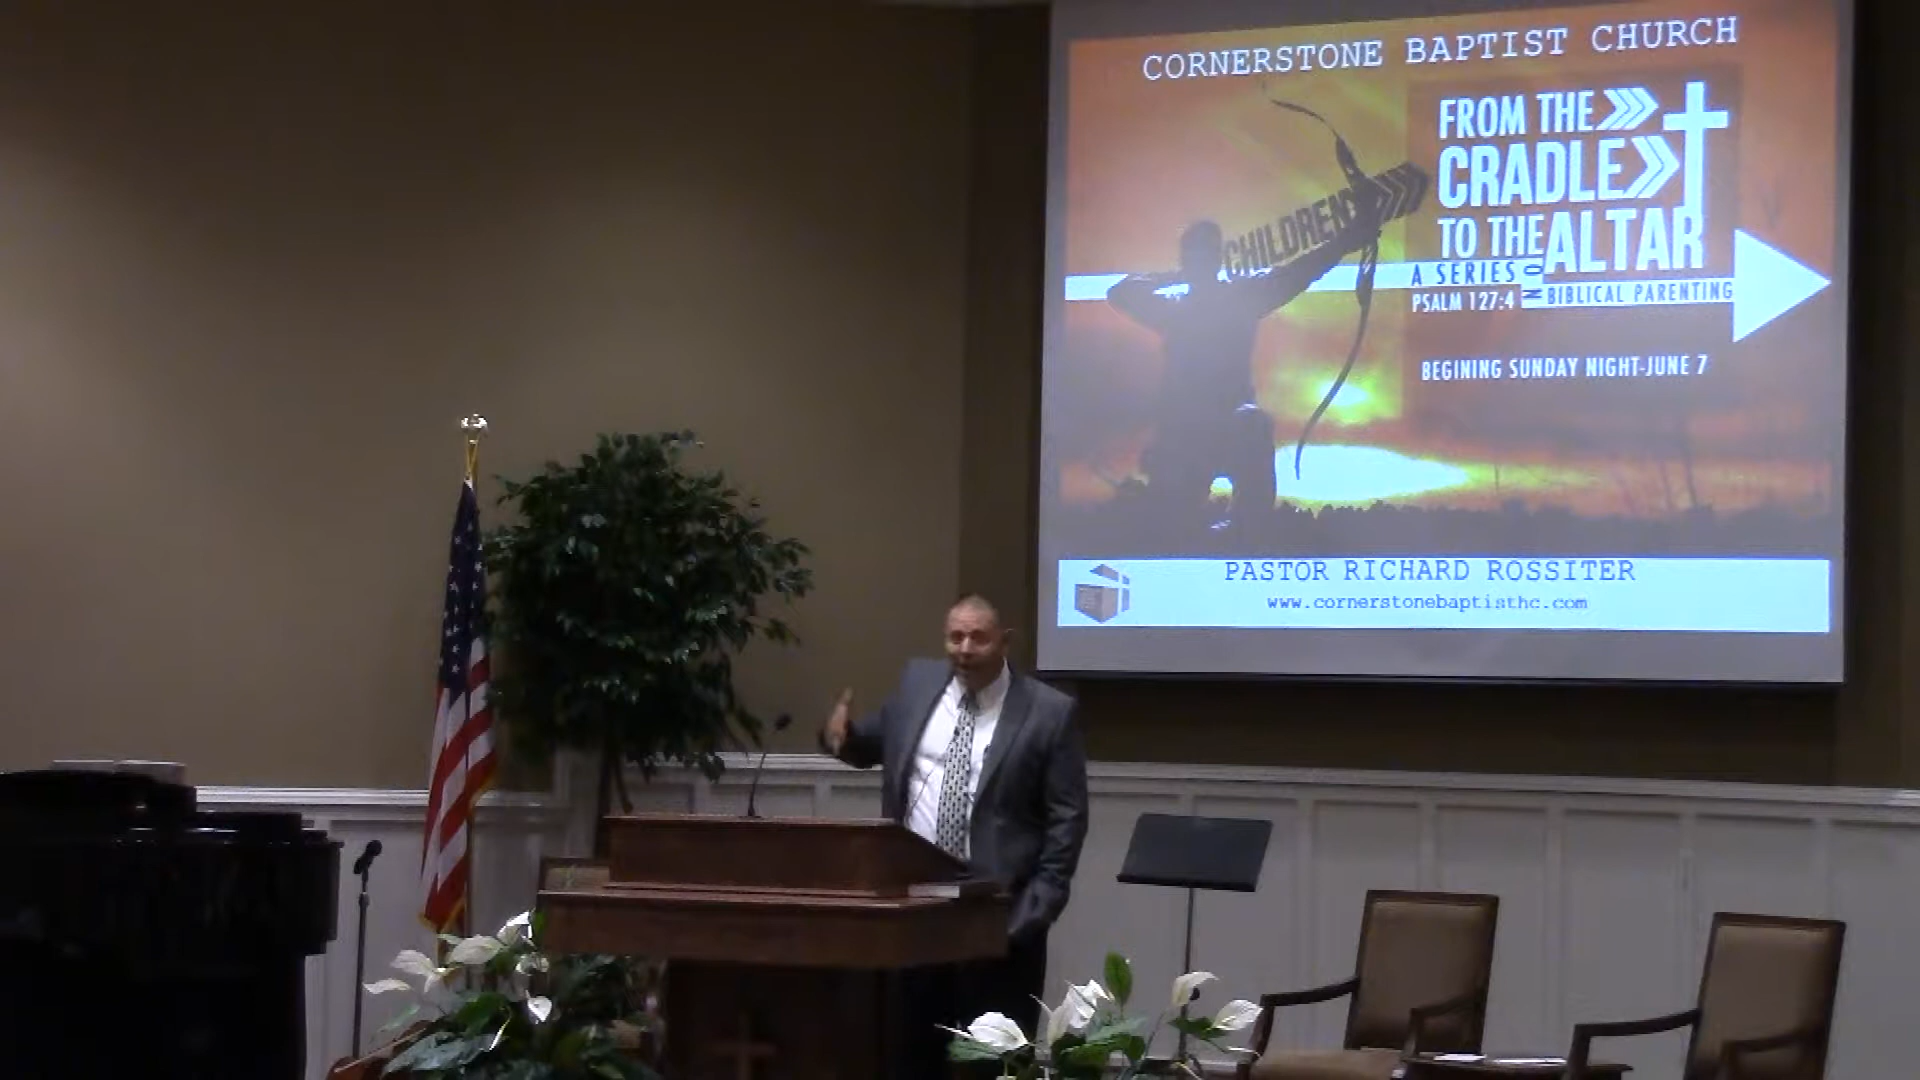 CORNERSTONE BAPTIST CHURCH
FROM THE
CRADLE
TO THE ALTAR
CHILDREN
A SERIES ON
PSALM 127:4 BIBLICAL PARENTING
BEGINING SUNDAY NIGHT-JUNE 7
PASTOR RICHARD ROSSITER
www.cornerstonebaptisthc.com